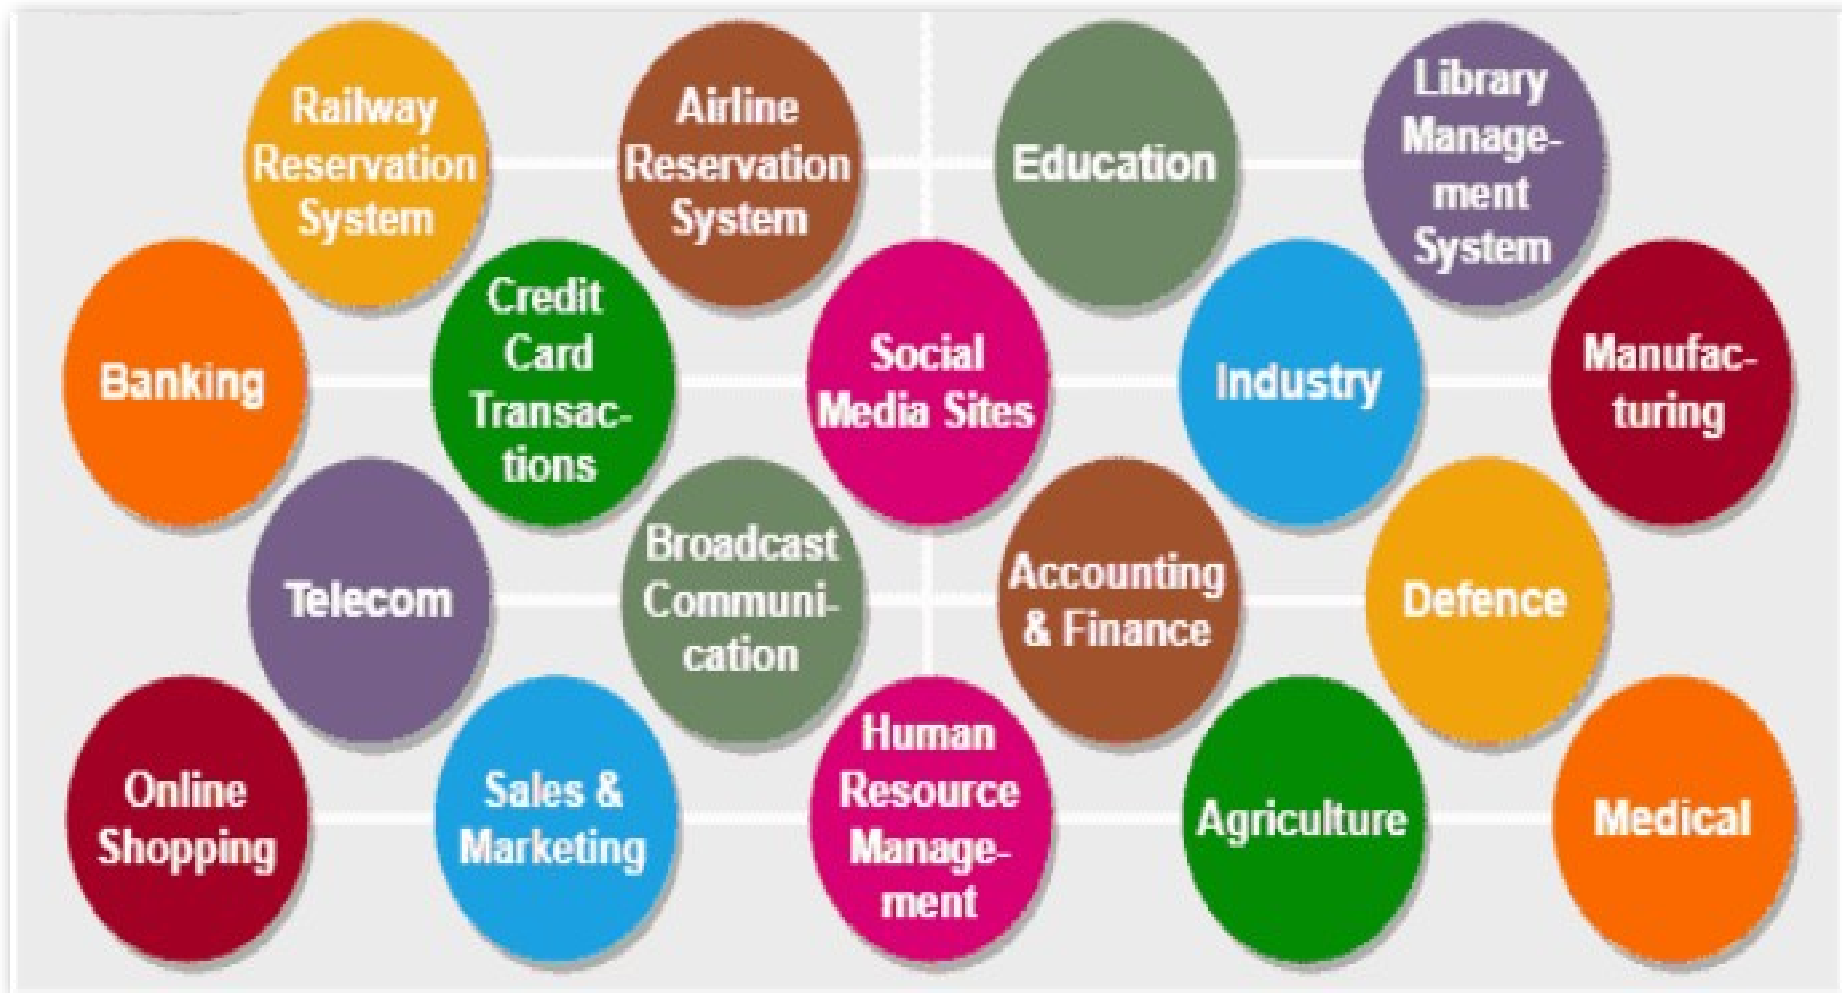 Railway
Reservation
System
Airline
Reservation
System
Education
Library
Manage-
ment
System
Banking
Credit
Card
Transac-
tions
Social
Media Sites
Industry
Manufac-
turing
Telecom
Broadcast
Communi-
cation
Accounting
& Finance
Defence
Online
Shopping
Sales &
Marketing
Human
Resource
Manage-
ment
Agriculture
Medical